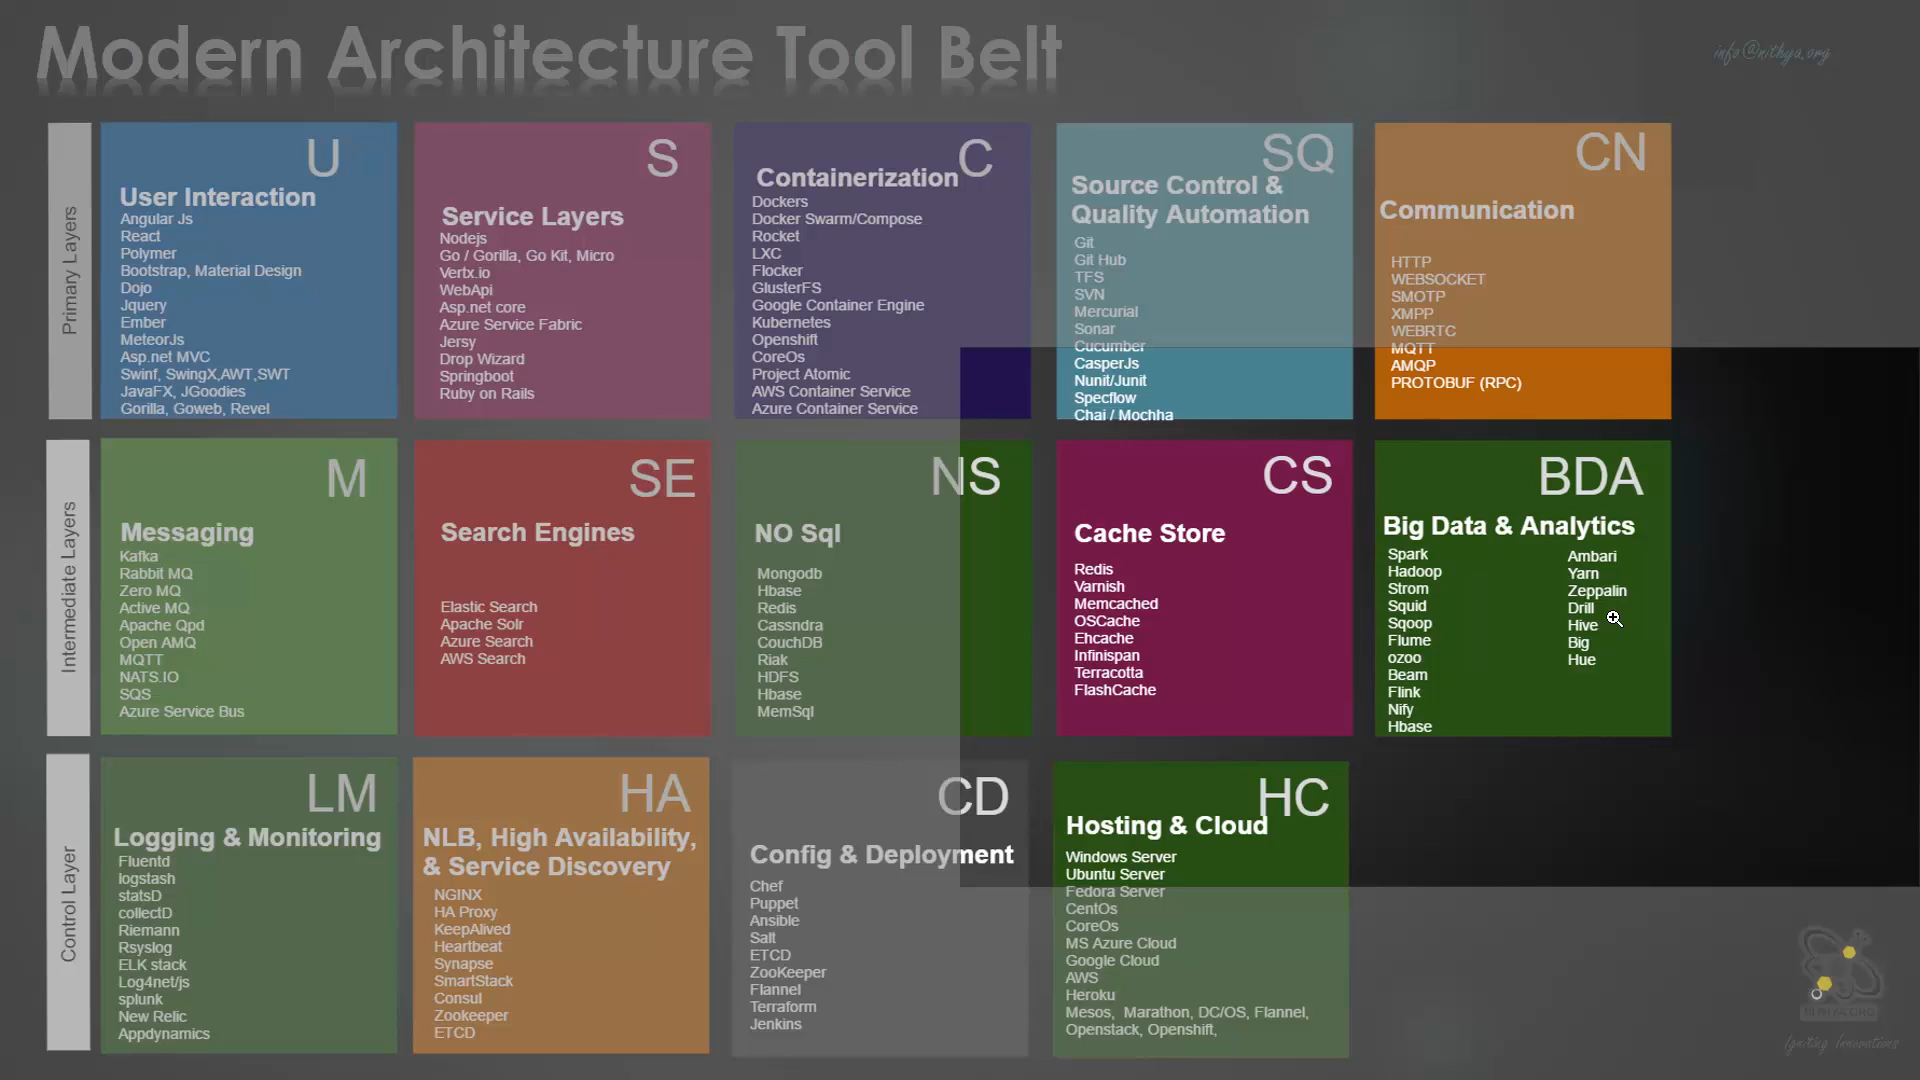 Modern Architecture Tool Belt
info@nithya.org
Primary Layers
U
User Interaction
Angular Js
React
Polymer
Bootstrap, Material Design
Dojo
Jquery
Ember
MeteorJs
Asp.net MVC
Swinf, SwingX,AWT,SWT
JavaFX, JGoodies
Gorilla, Goweb, Revel
S
Service Layers
Nodejs
Go / Gorilla, Go Kit, Micro
Vertx.io
WebApi
Asp.net core
Azure Service Fabric
Jersy
Drop Wizard
Springboot
Ruby on Rails
C
Containerization
Dockers
Docker Swarm/Compose
Rocket
LXC
Flocker
GlusterFS
Google Container Engine
Kubernetes
Openshift
CoreOs
Project Atomic
AWS Container Service
Azure Container Service
SQ
Source Control &
Quality Automation
Git
Git Hub
TFS
SVN
Mercurial
Sonar
Cucumber
CasperJs
Nunit/Junit
Specflow
Chai / Mochha
CN
Communication
HTTP
WEBSOCKET
SMOTP
XMPP
WEBRTC
MQTT
AMQP
PROTOBUF (RPC)
Intermediate Layers
M
Messaging
Kafka
Rabbit MQ
Zero MQ
Active MQ
Apache Qpd
Open AMQ
MQTT
NATS.IO
SQS
Azure Service Bus
SE
Search Engines
Elastic Search
Apache Solr
Azure Search
AWS Search
NS
NO Sql
Mongodb
Hbase
Redis
Cassndra
CouchDB
Riak
HDFS
Hbase
MemSql
CS
Cache Store
Redis
Varnish
Memcached
OSCache
Ehcache
Infinispan
Terracotta
FlashCache
BDA
Big Data & Analytics
Spark
Hadoop
Strom
Squid
Sqoop
Flume
ozoo
Beam
Flink
Nify
Hbase
Ambari
Yarn
Zeppalin
Drill
Hive
Big
Hue
Control Layer
LM
Logging & Monitoring
Fluentd
logstash
statsD
collectD
Riemann
Rsyslog
ELK stack
Log4net/js
splunk
New Relic
Appdynamics
HA
NLB, High Availability,
& Service Discovery
NGINX
HA Proxy
KeepAlived
Heartbeat
Synapse
SmartStack
Consul
Zookeeper
ETCD
CD
Config & Deployment
Chef
Puppet
Ansible
Salt
ETCD
ZooKeeper
Flannel
Terraform
Jenkins
HC
Hosting & Cloud
Windows Server
Ubuntu Server
Fedora Server
CentOs
CoreOs
MS Azure Cloud
Google Cloud
AWS
Heroku
Mesos, Marathon, DC/OS, Flannel,
Openstack, Openshift,
NITHYA.ORG
Igniting Innovations